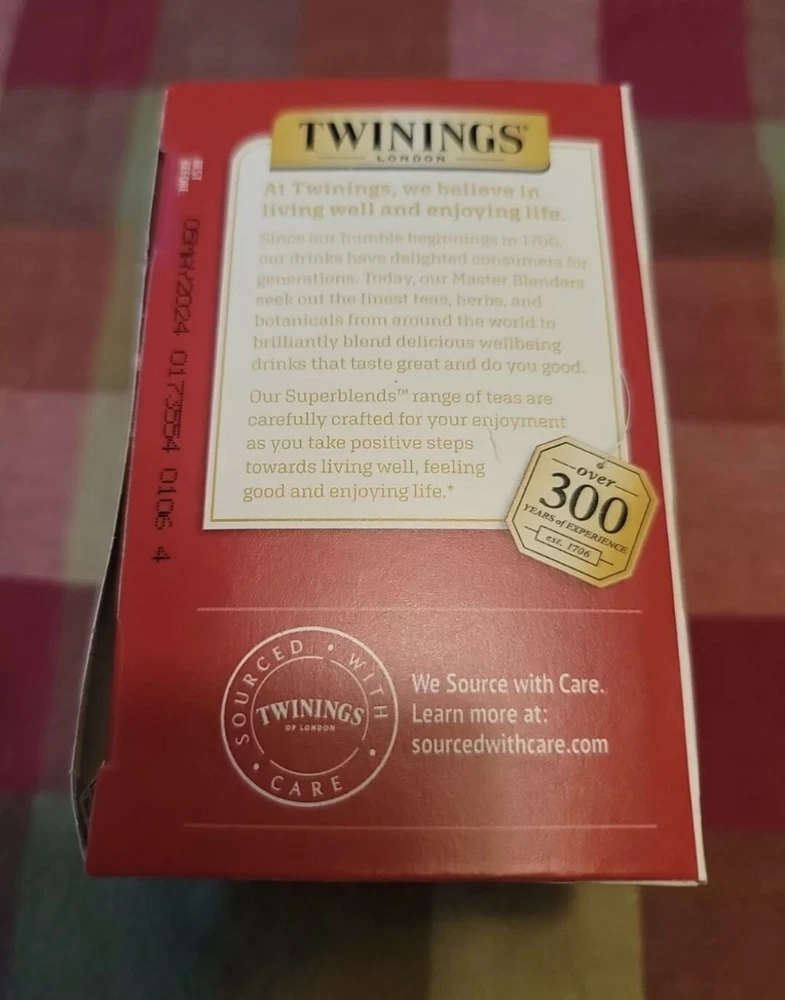 TWININGS®
LONDON
At Twinings, we believe in
living well and enjoying life.
Since our humble beginnings in 1706,
our drinks have delighted consumers for
generations. Today, our Master Blenders
seek out the finest teas, herbs, and
botanicals from around the world to
brilliantly blend delicious wellbeing
drinks that taste great and do you good.
Our Superblends™ range of teas are
carefully crafted for your enjoyment
as you take positive steps
towards living well, feeling
good and enjoying life.*
over
300
YEARS of EXPERIENCE
est. 1706
BEST
BEFORE
05MAY2024 0173554 0106 4
SOURCED • WITH • CARE •
TWININGS
OF LONDON
We Source with Care.
Learn more at:
sourcedwithcare.com